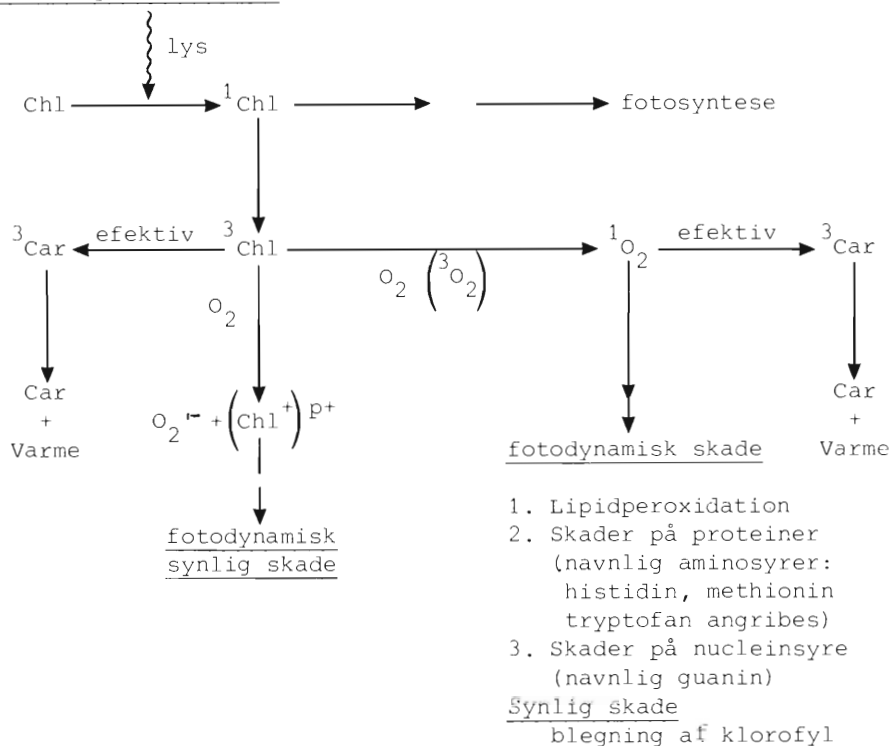 lys
Chl ¹Chl fotosyntese
³Car efektiv ³Chl ¹O₂ efektiv ³Car
O₂ (³O₂)
O₂
Car
+
Varme
O₂·⁻ + (Chl⁺) p+
Car
+
Varme
fotodynamisk
synlig skade
fotodynamisk skade
1. Lipidperoxidation
2. Skader på proteiner
(navnlig aminosyrer:
histidin, methionin
tryptofan angribes)
3. Skader på nucleinsyre
(navnlig guanin)
Synlig skade
blegning af klorofyl